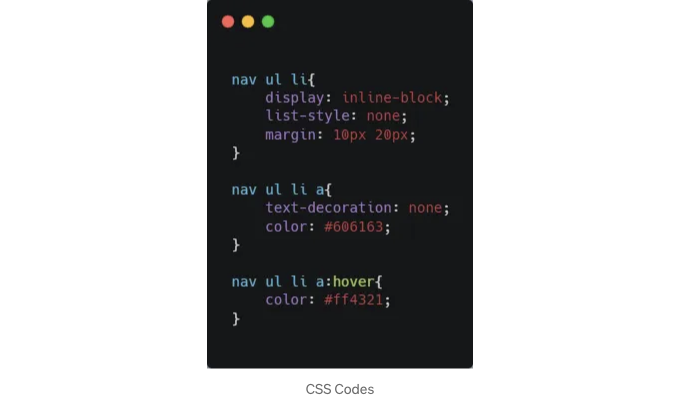 nav ul li{
display: inline-block;
list-style: none;
margin: 10px 20px;
}
nav ul li a{
text-decoration: none;
color: #606163;
}
nav ul li a:hover{
color: #ff4321;
}
CSS Codes